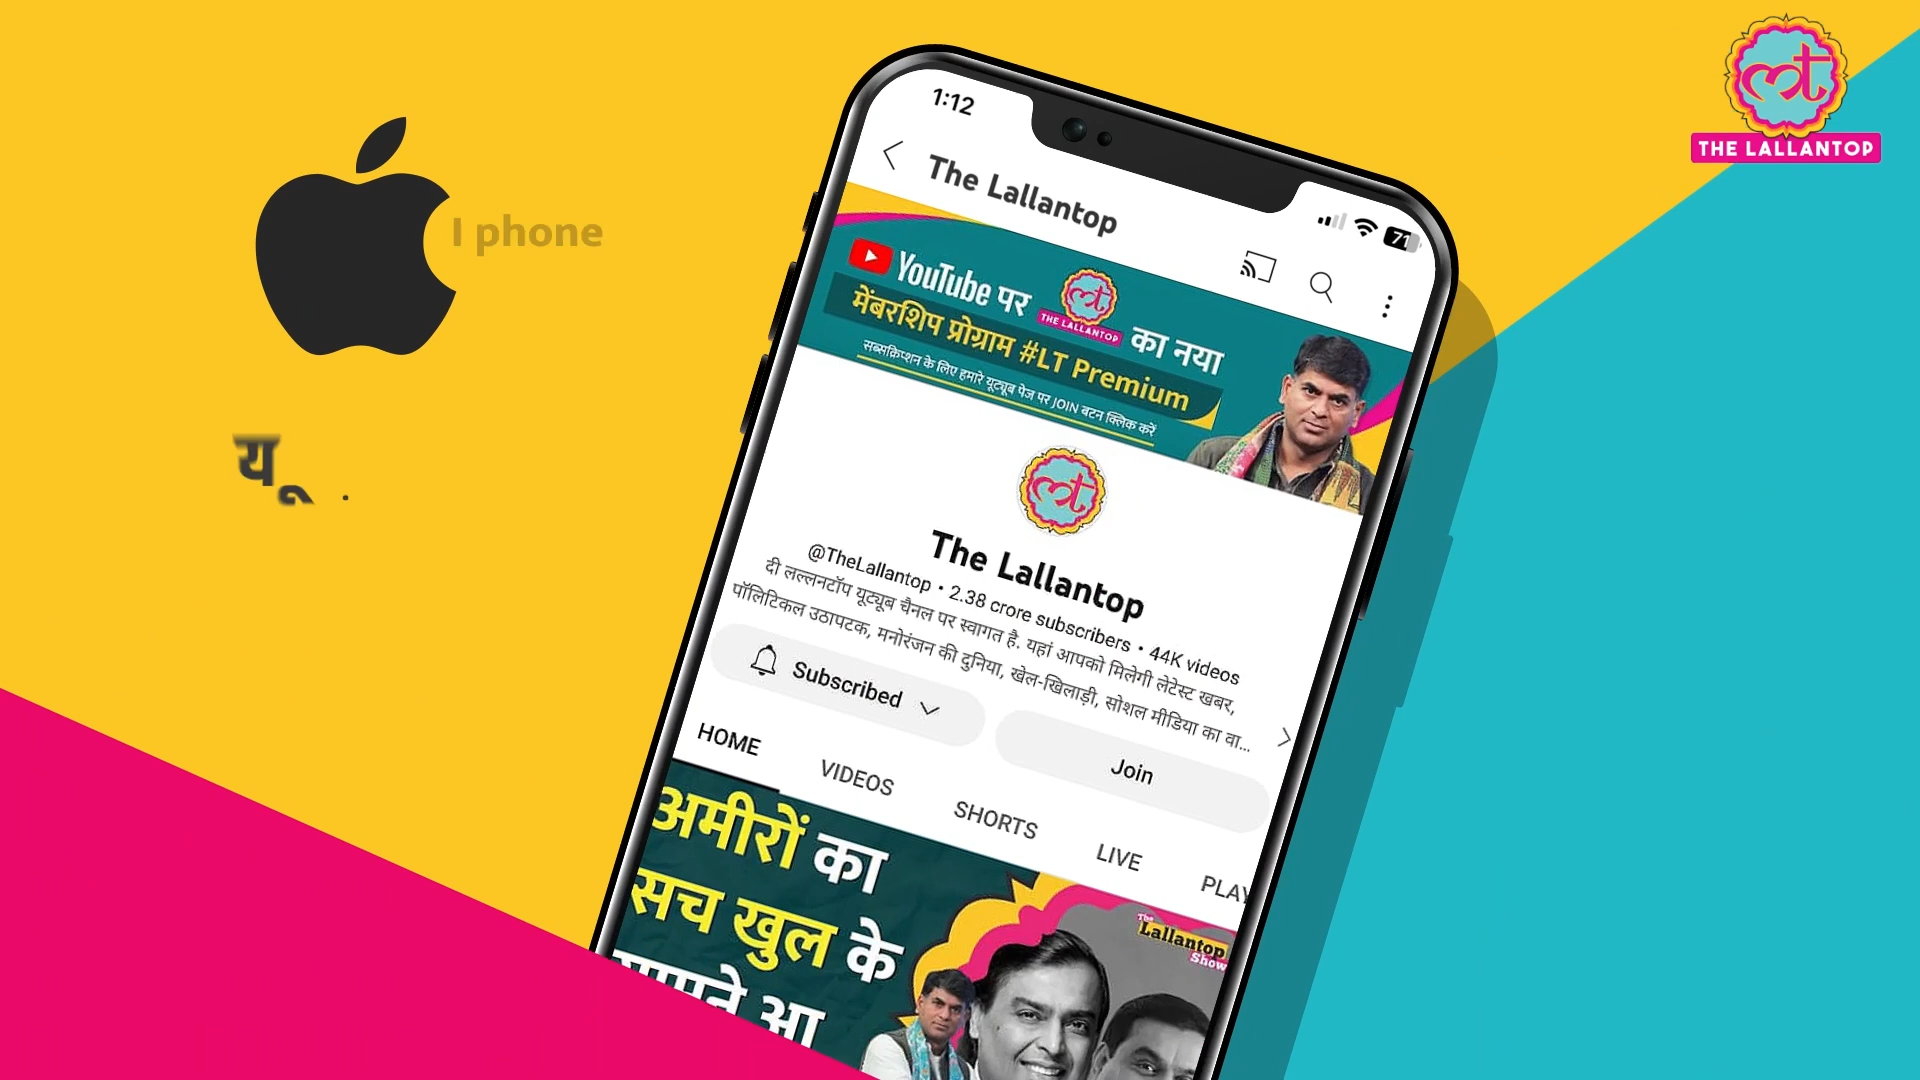 THE LALLANTOP
I phone
यू
1:12
71
The Lallantop
YouTube पर THE LALLANTOP का नया
मेंबरशिप प्रोग्राम #LT Premium
सब्सक्रिप्शन के लिए हमारे यूट्यूब पेज पर JOIN बटन क्लिक करें
The Lallantop
@TheLallantop • 2.38 crore subscribers • 44K videos
दी लल्लनटॉप यूट्यूब चैनल पर स्वागत है. यहां आपको मिलेगी लेटेस्ट खबर,
पॉलिटिकल उठापटक, मनोरंजन की दुनिया, खेल-खिलाड़ी, सोशल मीडिया का वा...
Subscribed
Join
HOME VIDEOS SHORTS LIVE PLAY
अमीरों का
सच खुल के
आ
The
Lallantop
Show